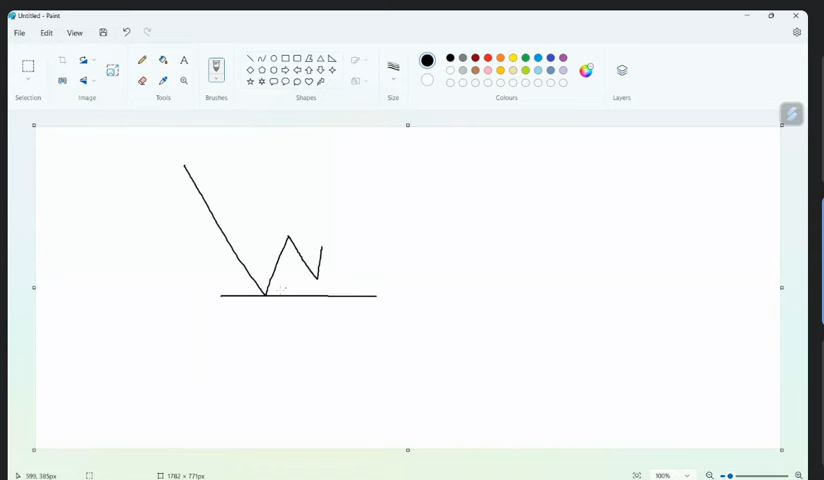 Untitled - Paint
File Edit View
Selection Image Tools Brushes Shapes Size Colours Layers
599, 385px 1782 × 771px 100%